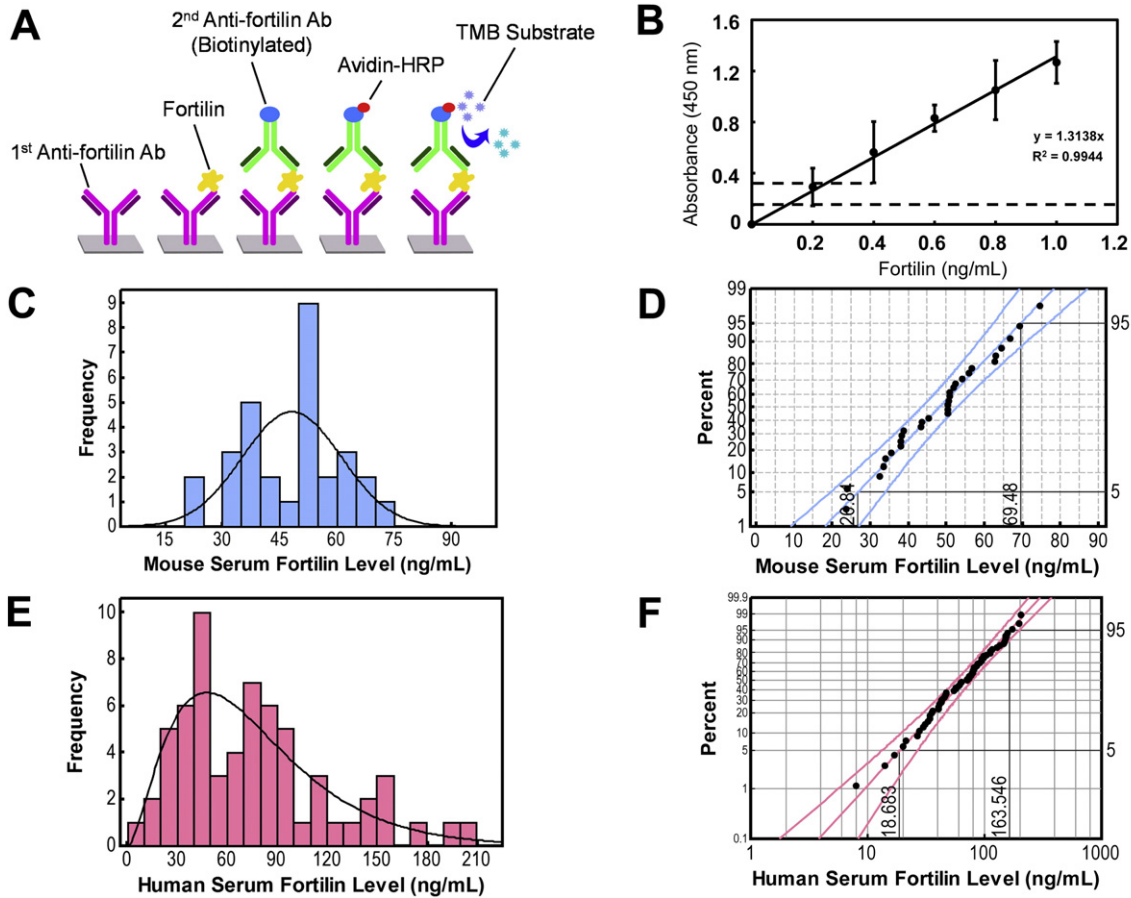 A
2nd Anti-fortilin Ab
(Biotinylated)
TMB Substrate
Avidin-HRP
Fortilin
1st Anti-fortilin Ab
B
Absorbance (450 nm)
1.6
1.2
0.8
0.4
0
y = 1.3138x
R2 = 0.9944
0.2 0.4 0.6 0.8 1.0 1.2
Fortilin (ng/mL)
C
Frequency
9
8
7
6
5
4
3
2
1
0
15 30 45 60 75 90
Mouse Serum Fortilin Level (ng/mL)
D
Percent
99
95
90
80
70
60
50
40
30
20
10
5
1
95
5
26.84
69.48
0 10 20 30 40 50 60 70 80 90
Mouse Serum Fortilin Level (ng/mL)
E
Frequency
10
8
6
4
2
0
0 30 60 90 120 150 180 210
Human Serum Fortilin Level (ng/mL)
F
Percent
99.9
99
95
90
80
70
60
50
40
30
20
10
5
1
0.1
95
5
18.683
163.546
1 10 100 1000
Human Serum Fortilin Level (ng/mL)